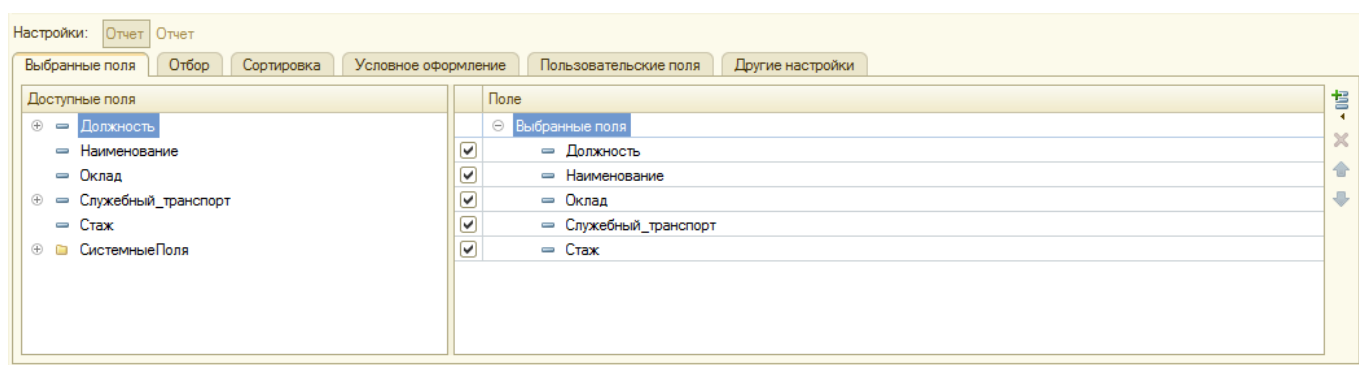 Настройки: Отчет Отчет
Выбранные поля Отбор Сортировка Условное оформление Пользовательские поля Другие настройки
Доступные поля
Должность
Наименование
Оклад
Служебный_транспорт
Стаж
СистемныеПоля
Поле
Выбранные поля
Должность
Наименование
Оклад
Служебный_транспорт
Стаж